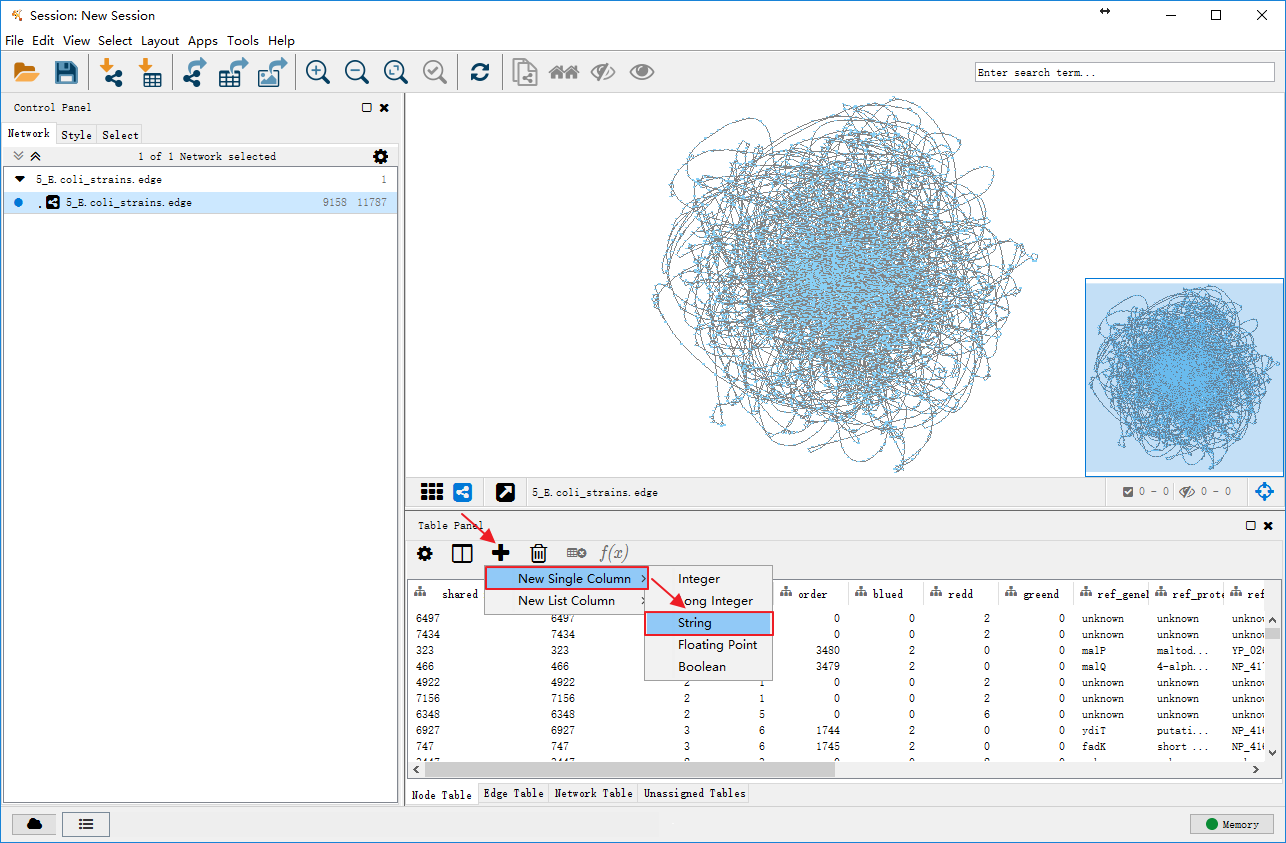 Session: New Session
File Edit View Select Layout Apps Tools Help
Enter search term...
Control Panel
Network Style Select
1 of 1 Network selected
5_E.coli_strains.edge 1
5_E.coli_strains.edge 9158 11787
5_E.coli_strains.edge
0 - 0 0 - 0
Table Panel
f(x)
New Single Column
New List Column
Integer
Long Integer
String
Floating Point
Boolean
shared order blued redd greend ref_gene ref_prote ref
6497 6497 0 0 2 0 unknown unknown unkno
7434 7434 0 0 2 0 unknown unknown unkno
323 323 3480 2 0 0 malP maltod... YP_026
466 466 3479 2 0 0 malQ 4-alph... NP_417
4922 4922 2 1 0 0 2 0 unknown unknown unkno
7156 7156 2 1 0 0 2 0 unknown unknown unkno
6348 6348 2 5 0 0 6 0 unknown unknown unkno
6927 6927 3 6 1744 2 0 0 ydiT putati... NP_416
747 747 3 6 1745 2 0 0 fadK short ... NP_416
Node Table Edge Table Network Table Unassigned Tables
Memory